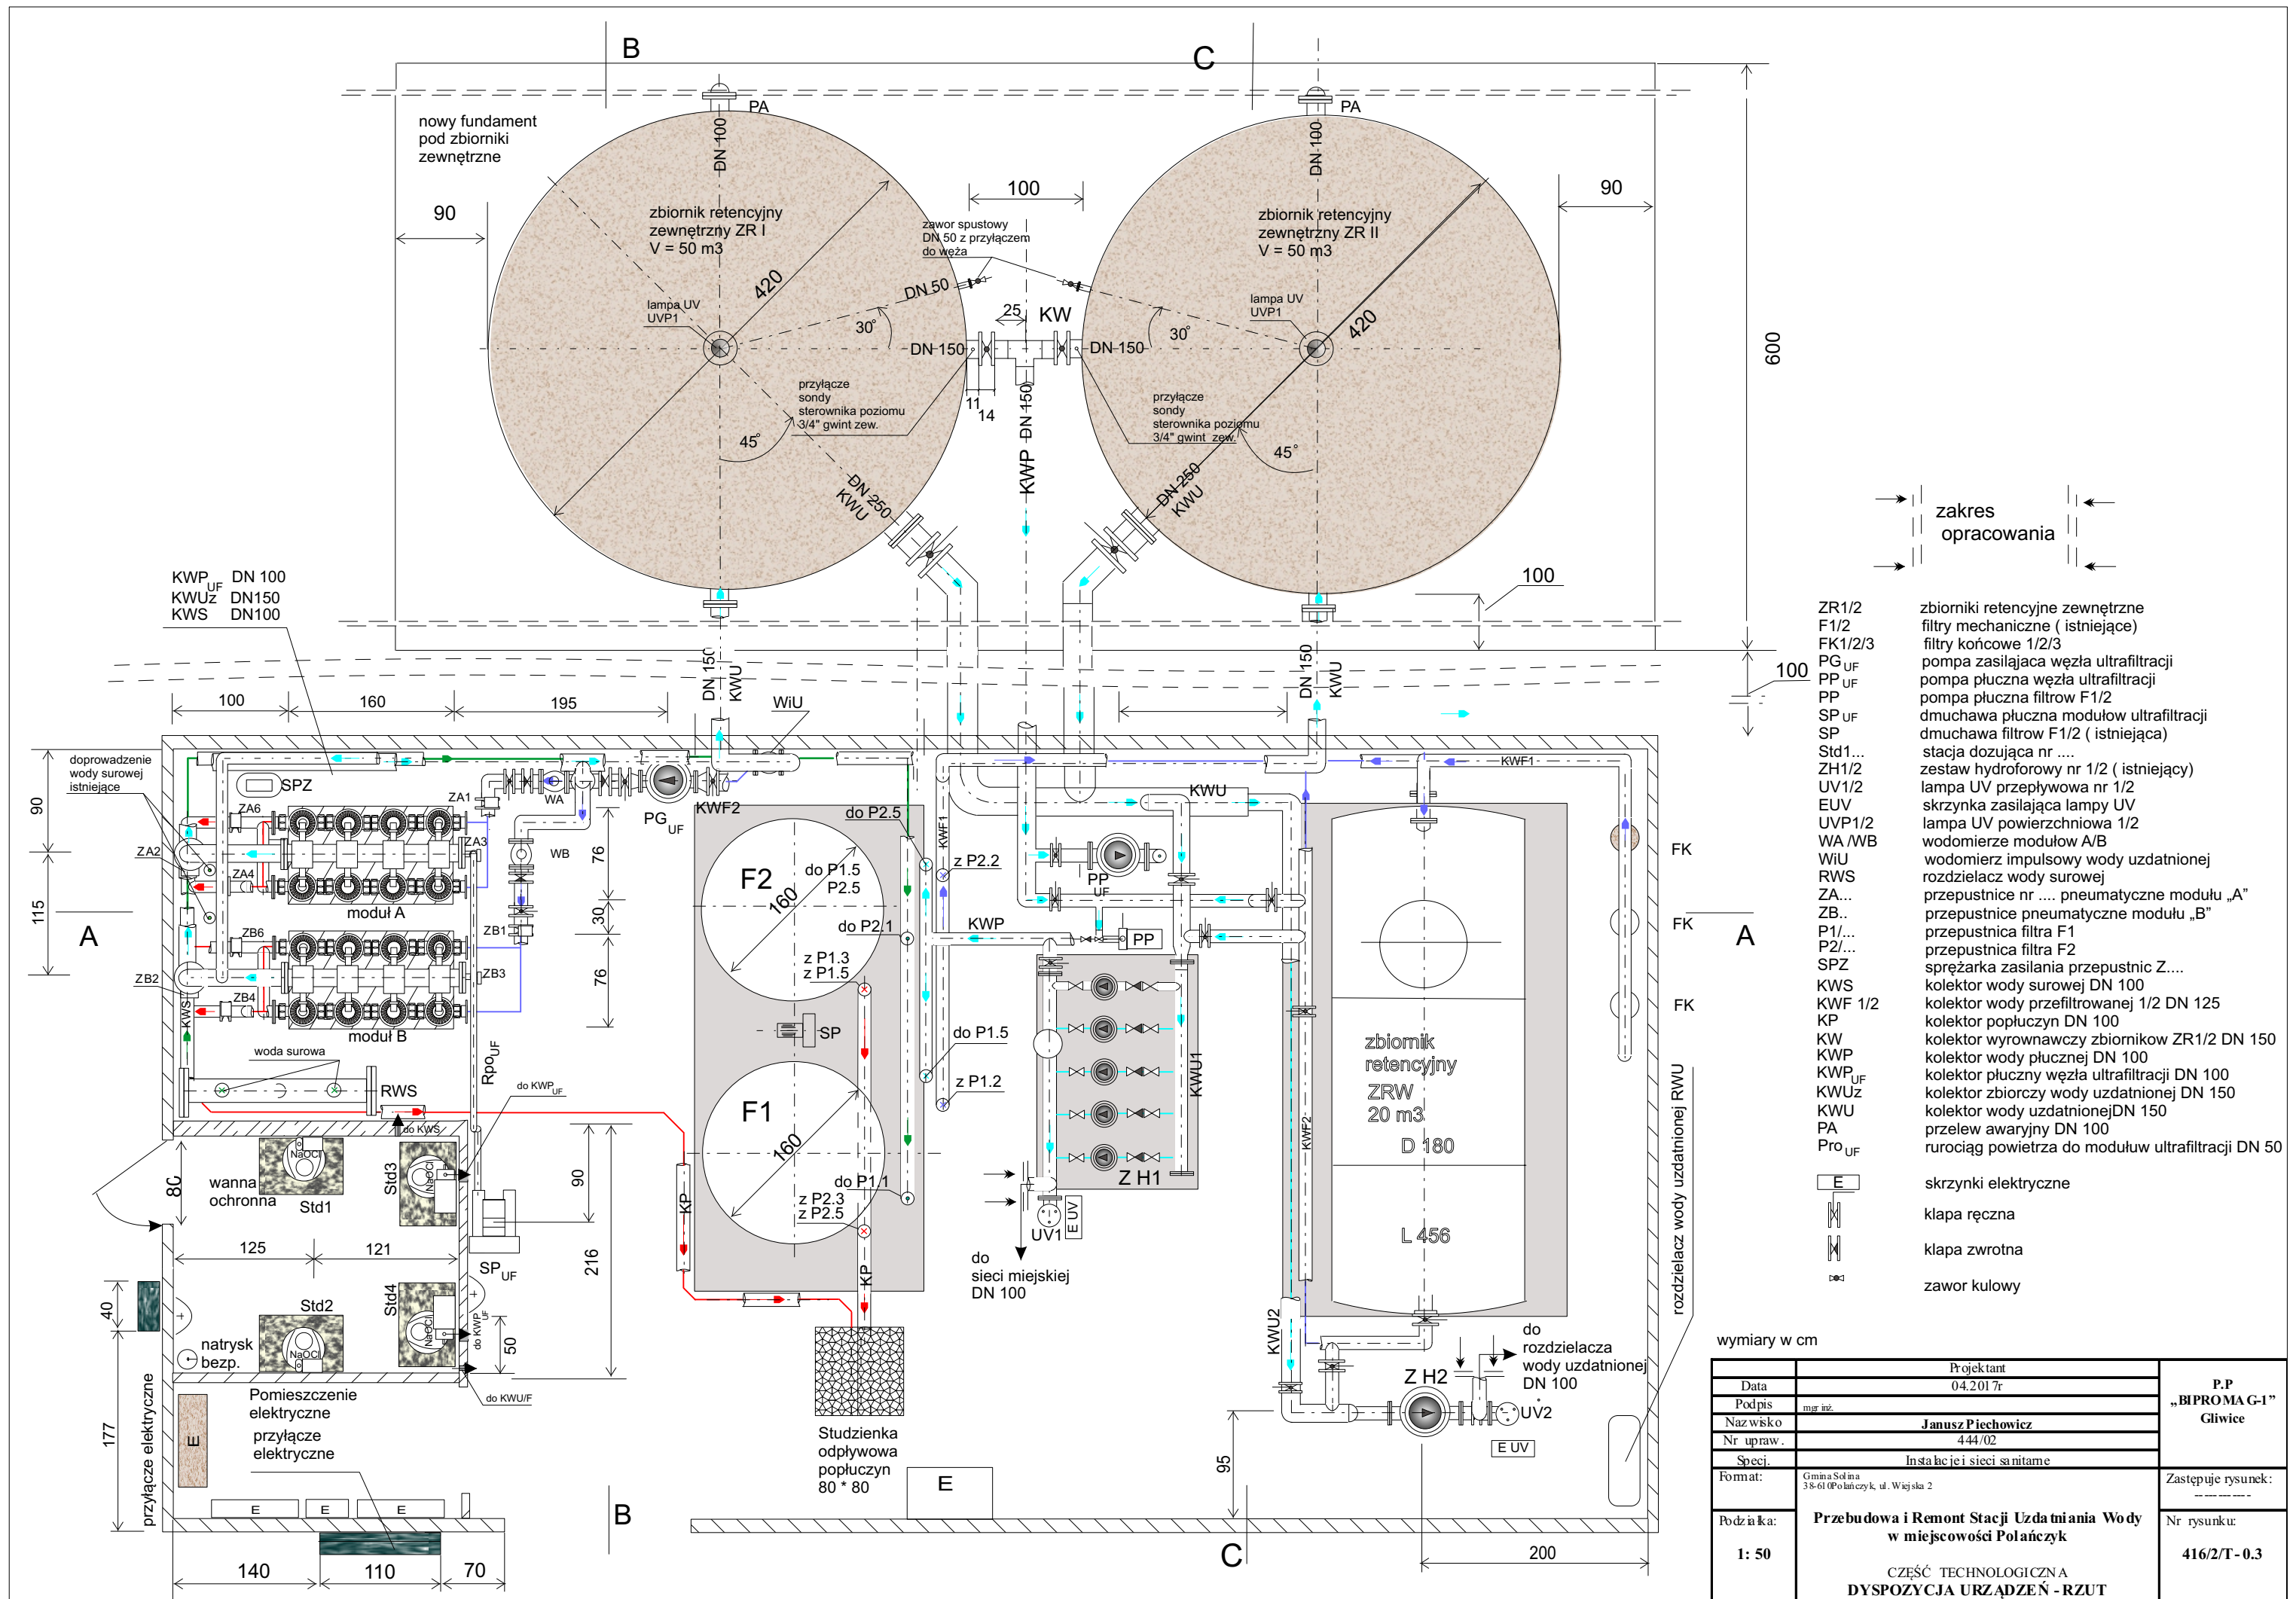 B
C
PA
PA
nowy fundament
pod zbiorniki
zewnętrzne
DN 100
DN 100
90
100
90
zbiornik retencyjny
zewnętrzny ZR I
V = 50 m3
zawor spustowy
DN 50 z przyłączem
do węża
zbiornik retencyjny
zewnętrzny ZR II
V = 50 m3
420
DN 50
lampa UV
UVP1
30°
25
KW
lampa UV
UVP1
30°
420
DN 150
DN 150
600
przyłącze
sondy
sterownika poziomu
3/4" gwint zew.
11
14
KWP DN 150
przyłącze
sondy
sterownika poziomu
3/4" gwint zew.
45°
45°
DN 250
KWU
DN 250
KWU
zakres
opracowania
KWP UF DN 100
KWUz DN150
KWS DN100
100
DN 150
KWU
DN 150
KWU
100
ZR1/2 zbiorniki retencyjne zewnętrzne
F1/2 filtry mechaniczne ( istniejące)
FK1/2/3 filtry końcowe 1/2/3
PG UF pompa zasilająca węzła ultrafiltracji
PP UF pompa płuczna węzła ultrafiltracji
PP pompa płuczna filtrow F1/2
SP UF dmuchawa płuczna modułow ultrafiltracji
SP dmuchawa filtrow F1/2 ( istniejąca)
Std1... stacja dozująca nr ....
ZH1/2 zestaw hydroforowy nr 1/2 ( istniejący)
UV1/2 lampa UV przepływowa nr 1/2
EUV skrzynka zasilająca lampy UV
UVP1/2 lampa UV powierzchniowa 1/2
WA /WB wodomierze modułow A/B
WiU wodomierz impulsowy wody uzdatnionej
RWS rozdzielacz wody surowej
ZA... przepustnice nr .... pneumatyczne modułu „A”
ZB.. przepustnice pneumatyczne modułu „B”
P1/... przepustnica filtra F1
P2/... przepustnica filtra F2
SPZ sprężarka zasilania przepustnic Z....
KWS kolektor wody surowej DN 100
KWF 1/2 kolektor wody przefiltrowanej 1/2 DN 125
KP kolektor popłuczyn DN 100
KW kolektor wyrownawczy zbiornikow ZR1/2 DN 150
KWP kolektor wody płucznej DN 100
KWP UF kolektor płuczny węzła ultrafiltracji DN 100
KWUz kolektor zbiorczy wody uzdatnionej DN 150
KWU kolektor wody uzdatnionejDN 150
PA przelew awaryjny DN 100
Pro UF rurociąg powietrza do modułuw ultrafiltracji DN 50
E skrzynki elektryczne
klapa ręczna
klapa zwrotna
zawor kulowy
100
160
195
WiU
doprowadzenie
wody surowej
istniejące
90
115
SPZ
ZA6
ZA1
WA
PG UF
KWF2
KWF1
KWU
do P2.5
KWF1
ZA2
ZA3
ZA4
WB
76
F2
160
do P1.5
P2.5
z P2.2
PP UF
FK
moduł A
30
A
ZB6
ZB1
do P2.1
KWP
PP
FK
A
ZB2
ZB3
ZB4
76
z P1.3
z P1.5
KWS
moduł B
SP
do P1.5
FK
woda surowa
RWS
Rpo UF
do KWP UF
z P1.2
KWU1
KWF2
zbiornik
retencyjny
ZRW
20 m3
D 180
L 456
do KWS
F1
160
Z H1
80
wanna
ochronna
NaOCl
Std1
Std3
NaOCl
90
216
KP
do P1.1
z P2.3
z P2.5
UV1
E UV
125
121
SP UF
KP
do
sieci miejskiej
DN 100
rozdzielacz wody uzdatnionej RWU
40
Std2
Std4
NaOCl
NaOCl
do KWP UF
50
natrysk
bezp.
do KWU/F
KWU2
do
rozdzielacza
wody uzdatnionej
DN 100
Z H2
UV2
E UV
177
przyłącze elektryczne
E
Pomieszczenie
elektryczne
przyłącze
elektryczne
Studzienka
odpływowa
popłuczyn
80 * 80
E
95
E
E
E
B
C
140
110
70
200
wymiary w cm
Projektant
Data 04.2017r
Podpis mgr inż.
Nazwisko Janusz Piechowicz
Nr upraw. 444/02
Specj. Instalacje i sieci sanitarne
P.P
„BIPROMAG-1”
Gliwice
Format:
Gmina Solina
38-610Polańczyk, ul. Wiejska 2
Zastępuje rysunek:
------------
Podziałka:
1: 50
Przebudowa i Remont Stacji Uzdatniania Wody
w miejscowości Polańczyk
CZĘŚĆ TECHNOLOGICZNA
DYSPOZYCJA URZĄDZEŃ - RZUT
Nr rysunku:
416/2/T- 0.3